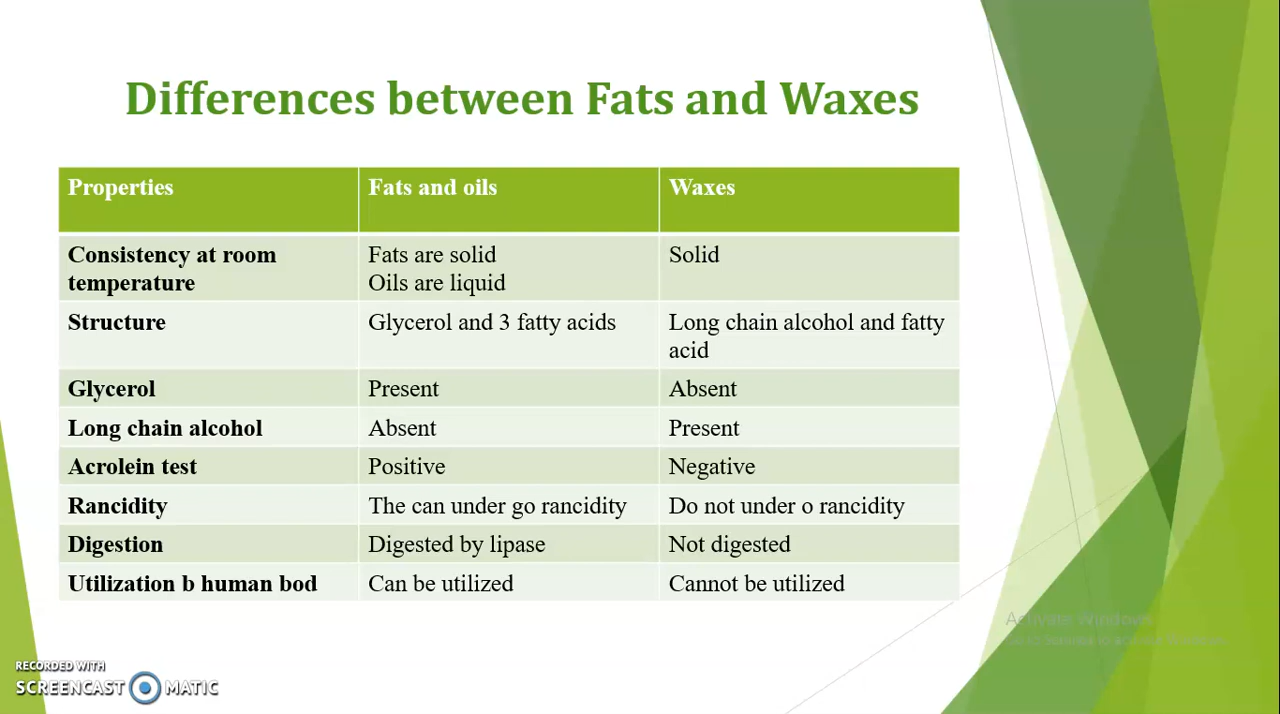 Differences between Fats and Waxes
Properties Fats and oils Waxes
Consistency at room Fats are solid Solid
temperature Oils are liquid
Structure Glycerol and 3 fatty acids Long chain alcohol and fatty
acid
Glycerol Present Absent
Long chain alcohol Absent Present
Acrolein test Positive Negative
Rancidity The can under go rancidity Do not under o rancidity
Digestion Digested by lipase Not digested
Utilization b human bod Can be utilized Cannot be utilized
Activate Windows
RECORDED WITH
SCREENCAST MATIC